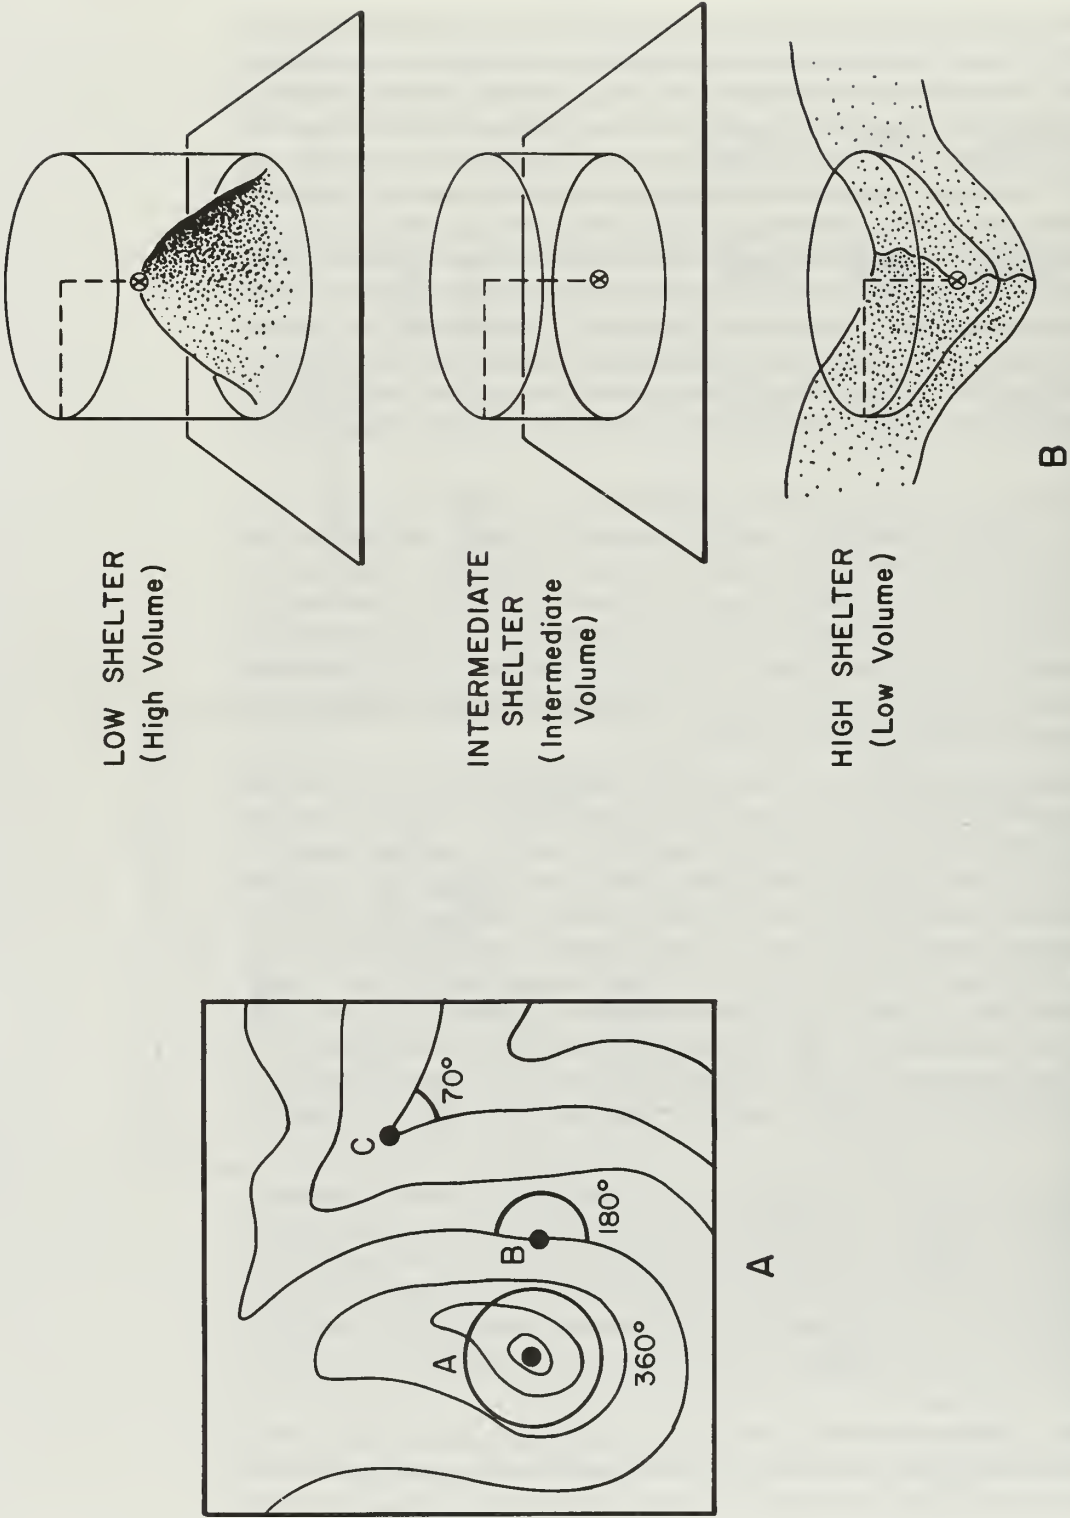 A
360°
B
180°
C
70°
A
LOW SHELTER
(High Volume)
INTERMEDIATE
SHELTER
(Intermediate
Volume)
HIGH SHELTER
(Low Volume)
B